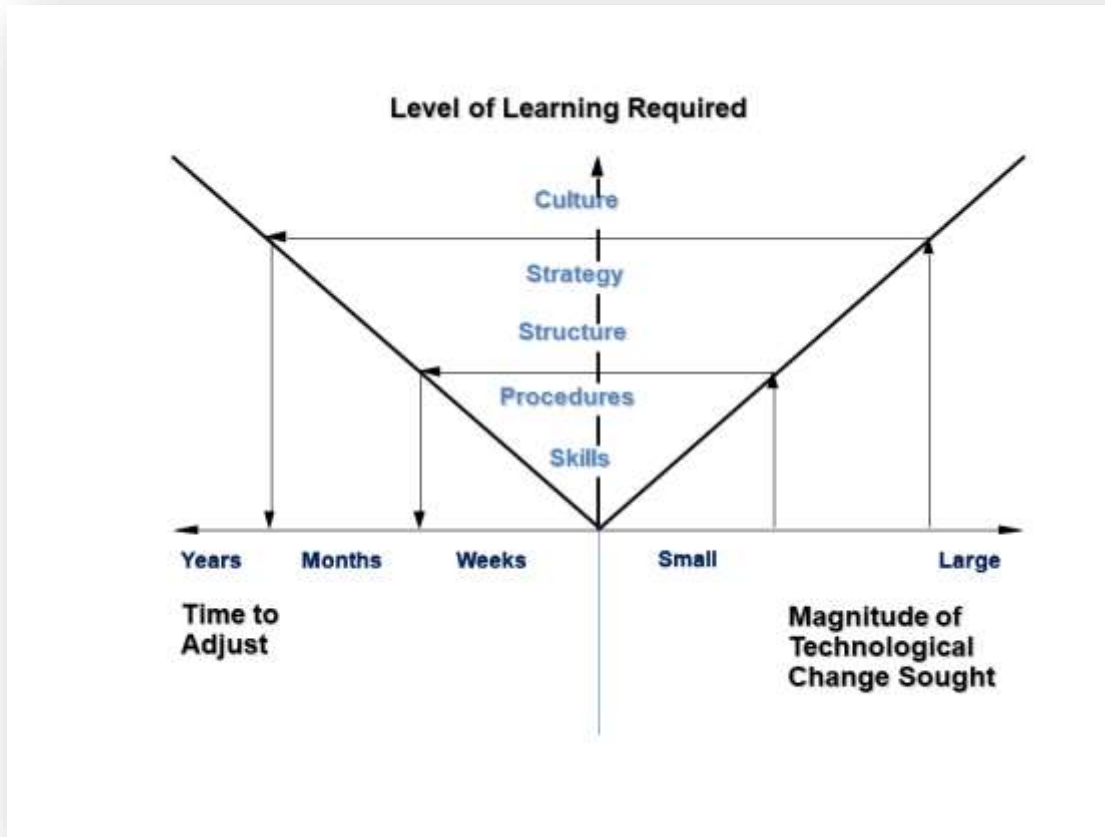 Level of Learning Required
Culture
Strategy
Structure
Procedures
Skills
Years Months Weeks Small Large
Time to
Adjust
Magnitude of
Technological
Change Sought